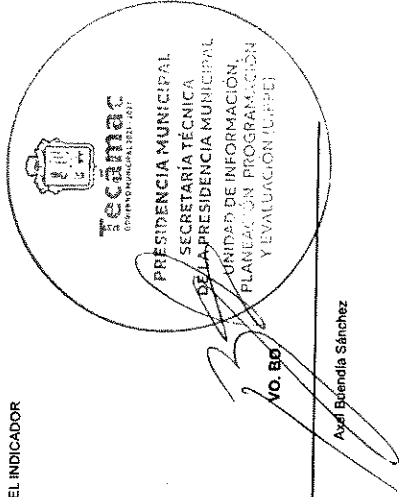 EL INDICADOR
Tecámac
GOBIERNO MUNICIPAL 2021-2021
PRESIDENCIA MUNICIPAL
SECRETARÍA TÉCNICA
DE LA PRESIDENCIA MUNICIPAL
UNIDAD DE INFORMACIÓN,
PLANEACIÓN PROGRAMACIÓN
Y EVALUACIÓN (UIPPE)
VO. BO
Axel Buendía Sánchez